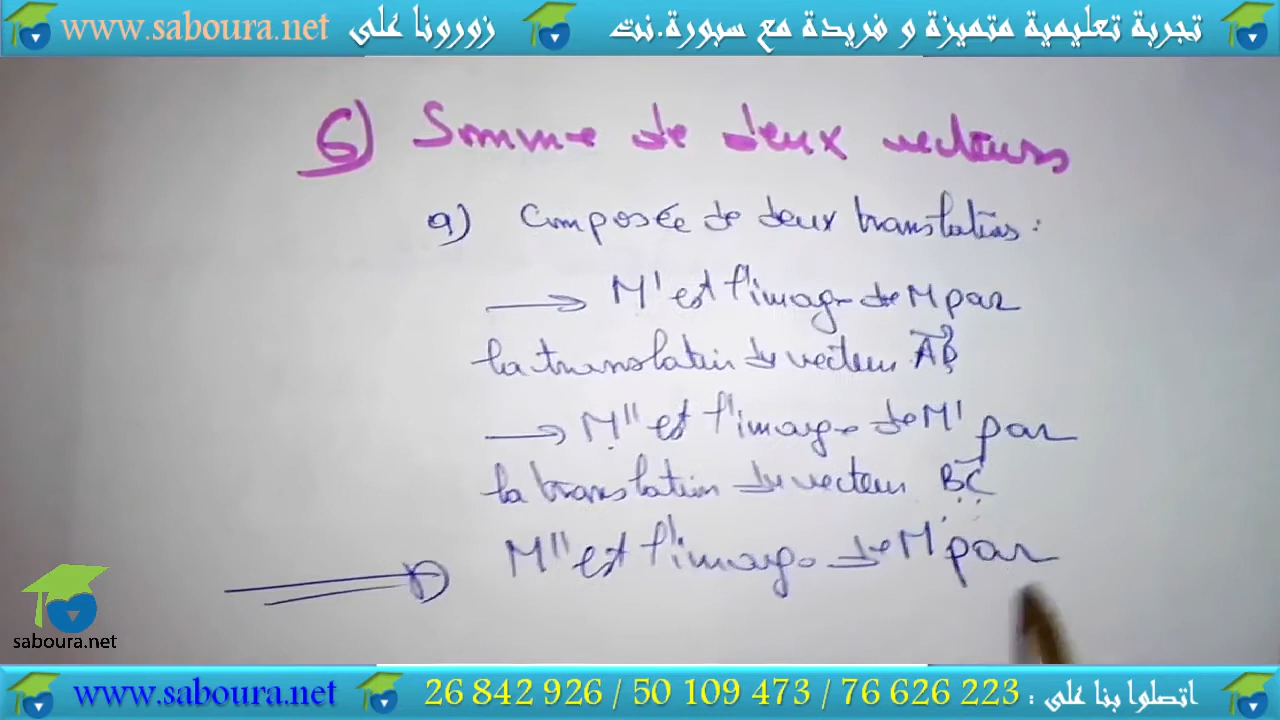 www.saboura.net زورونا على تجربة تعليمية متميزة و فريدة مع سبورة.نت
6) Somme de deux vecteurs
a) Composée de deux translations :
→ M' est l'image de M par
la translation de vecteur AB
→ M'' est l'image de M' par
la translation de vecteur BC
⇒ M'' est l'image de M par
saboura.net
www.saboura.net 26 842 926 / 50 109 473 / 76 626 223 : اتصلوا بنا على